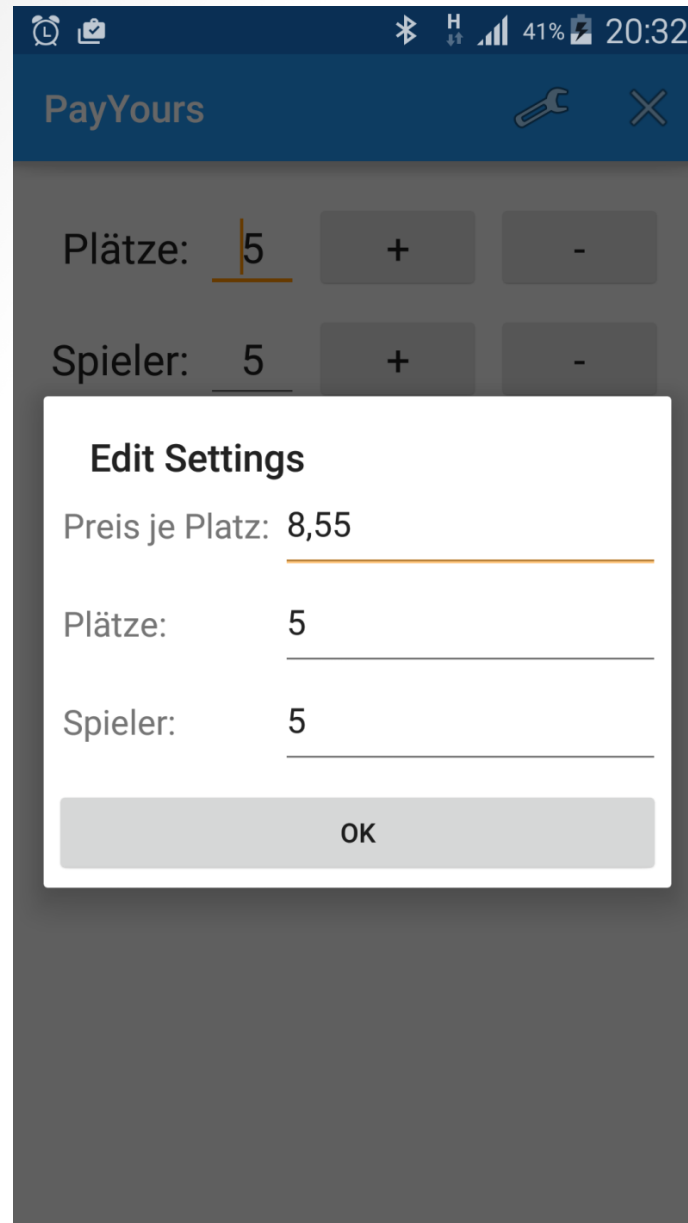 H 41% 20:32
PayYours
Plätze: 5 + -
Spieler: 5 + -
Edit Settings
Preis je Platz: 8,55
Plätze: 5
Spieler: 5
OK